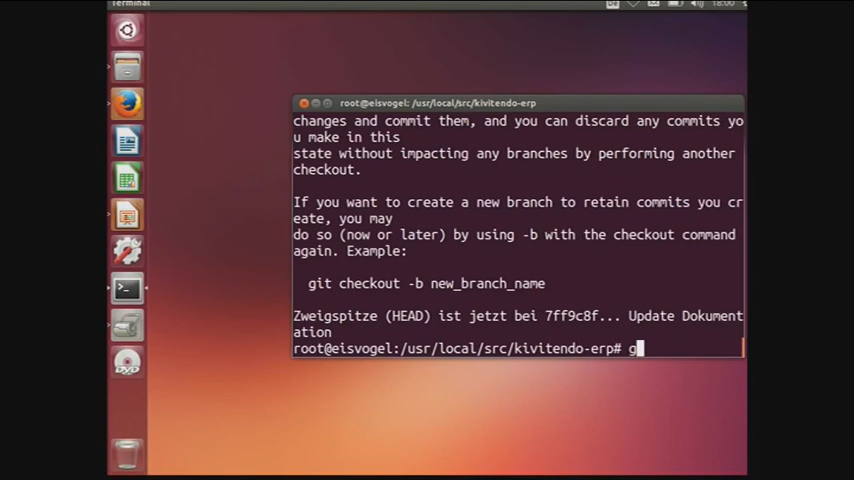 Terminal
De
18:00
root@eisvogel: /usr/local/src/kivitendo-erp
changes and commit them, and you can discard any commits yo
u make in this
state without impacting any branches by performing another
checkout.
If you want to create a new branch to retain commits you cr
eate, you may
do so (now or later) by using -b with the checkout command
again. Example:
git checkout -b new_branch_name
Zweigspitze (HEAD) ist jetzt bei 7ff9c8f... Update Dokument
ation
root@eisvogel:/usr/local/src/kivitendo-erp# g
DVD